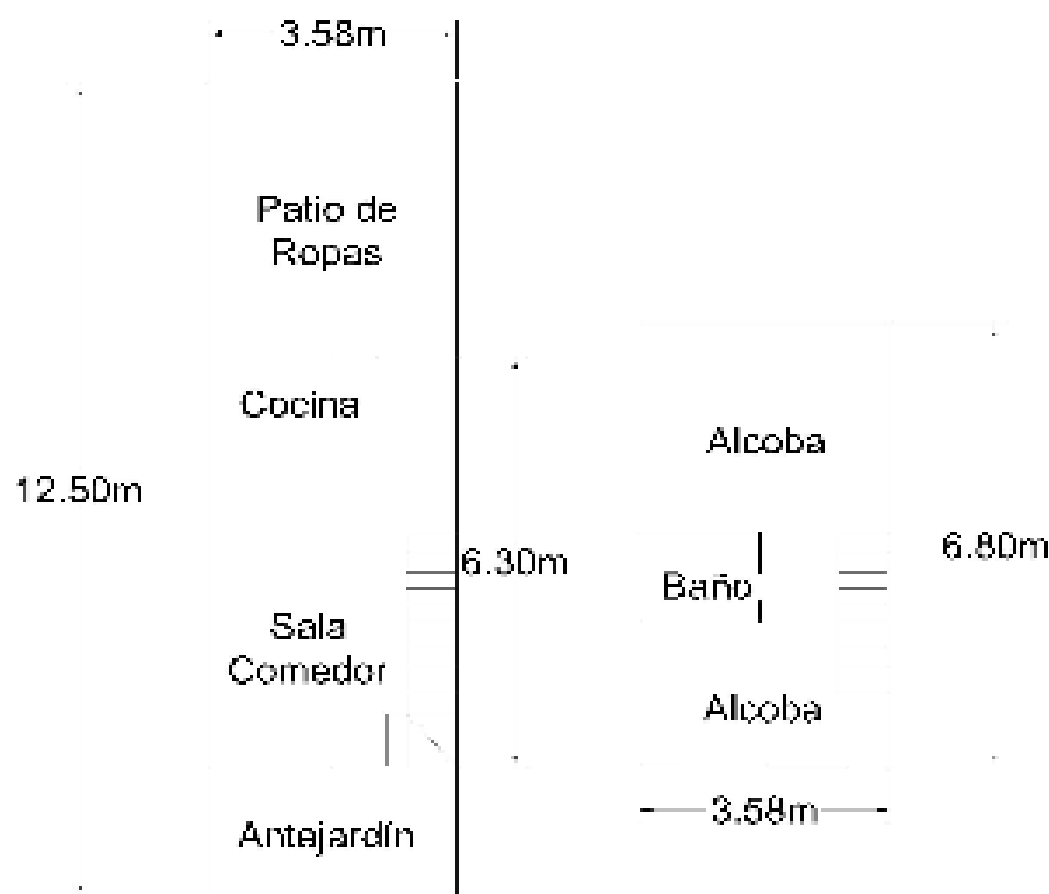 3.58m
Patio de
Ropas
Cocina
Alcoba
12.50m
6.30m
6.80m
Baño
Sala
Comedor
Alcoba
3.58m
Antejardín